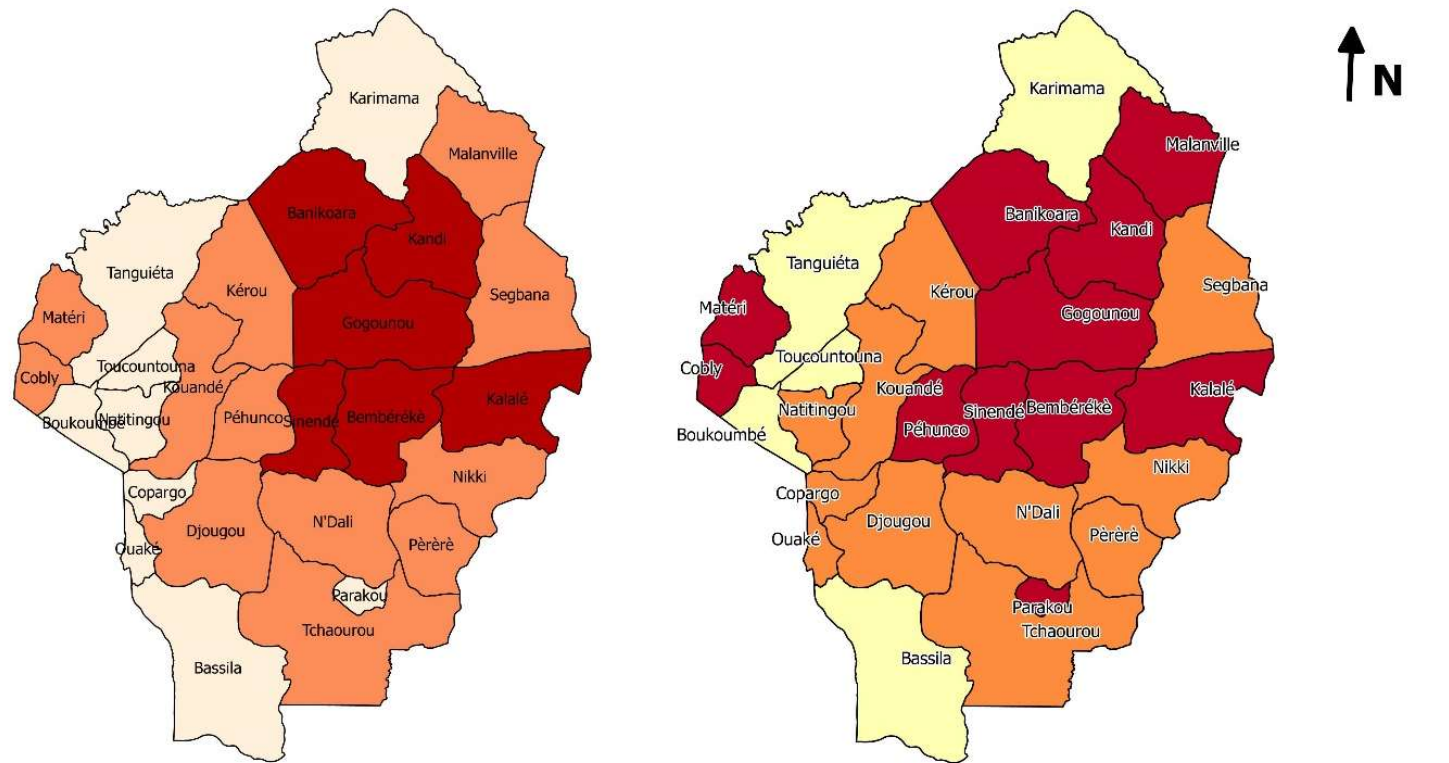 Karimama
Malanville
Banikoara
Kandi
Tanguiéta
Kérou
Segbana
Matéri
Gogounou
Toucountouna
Cobly
Kouandé
Kalalé
Boukoumbé
Natitingou
Péhunco
Sinendé
Bembérékè
Nikki
Copargo
N'Dali
Djougou
Pèrèrè
Ouaké
Parakou
Tchaourou
Bassila
N
Karimama
Malanville
Banikoara
Kandi
Tanguiéta
Kérou
Segbana
Matéri
Gogounou
Toucountouna
Cobly
Kouandé
Kalalé
Natitingou
Sinendé
Bembérékè
Boukoumbé
Péhunco
Nikki
Copargo
N'Dali
Djougou
Pèrèrè
Ouaké
Parakou
Tchaourou
Bassila